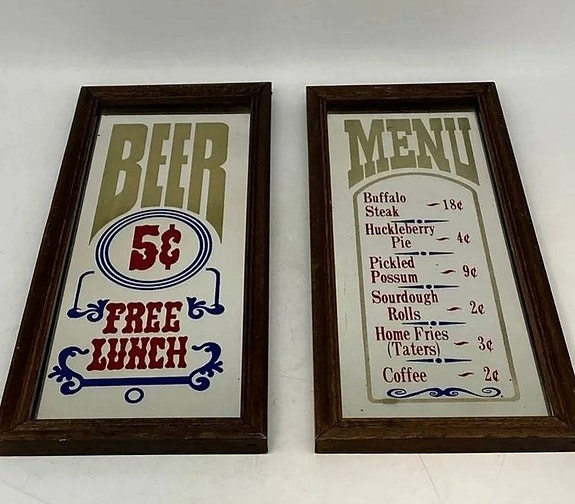 BEER
5¢
FREE
LUNCH
MENU
Buffalo
Steak ~ 18¢
Huckleberry
Pie ~ 4¢
Pickled
Possum ~ 9¢
Sourdough
Rolls ~ 2¢
Home Fries
(Taters) ~ 3¢
Coffee ~ 2¢